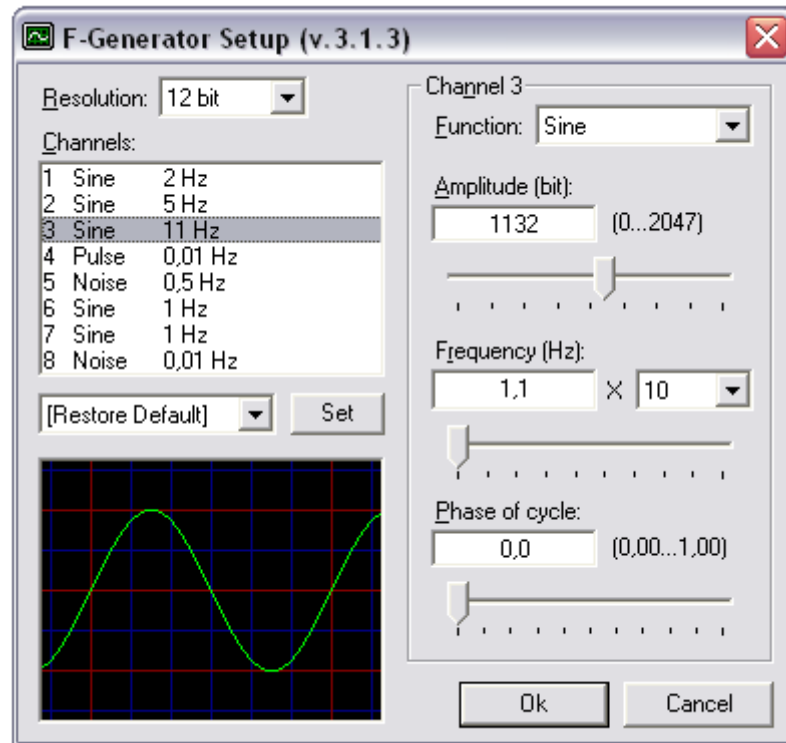 F-Generator Setup (v.3.1.3)
Resolution: 12 bit
Channels:
1 Sine 2 Hz
2 Sine 5 Hz
3 Sine 11 Hz
4 Pulse 0,01 Hz
5 Noise 0,5 Hz
6 Sine 1 Hz
7 Sine 1 Hz
8 Noise 0,01 Hz
[Restore Default] Set
Channel 3
Function: Sine
Amplitude (bit):
1132 (0...2047)
Frequency (Hz):
1,1 X 10
Phase of cycle:
0,0 (0,00...1,00)
Ok Cancel